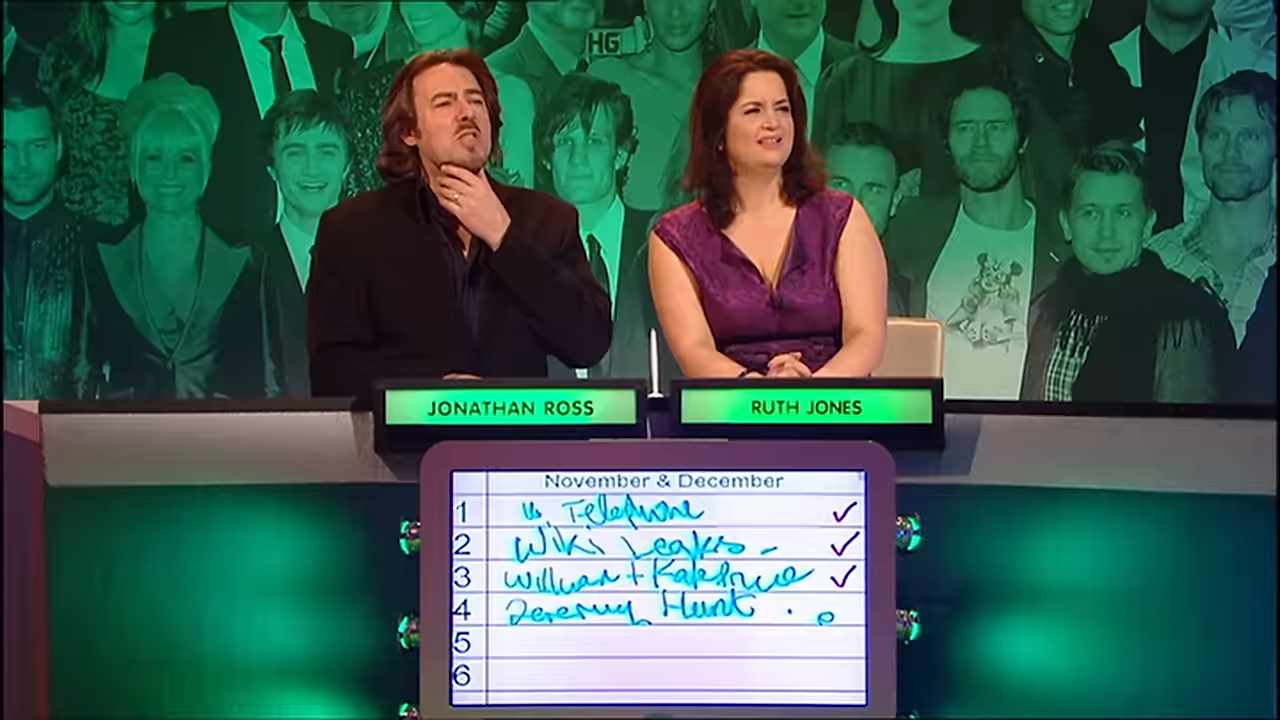 HG
JONATHAN ROSS
RUTH JONES
November & December
1 Telephone ✓
2 Wiki Leaks - ✓
3 William + Kate ✓
4 Jeremy Hunt .
5
6